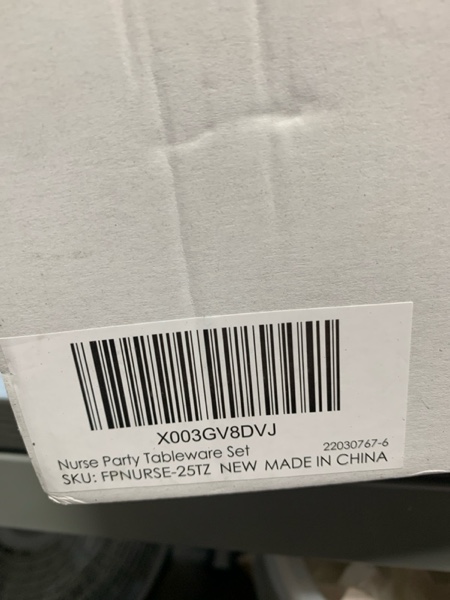 X003GV8DVJ
Nurse Party Tableware Set 22030767-6
SKU: FPNURSE-25TZ NEW MADE IN CHINA